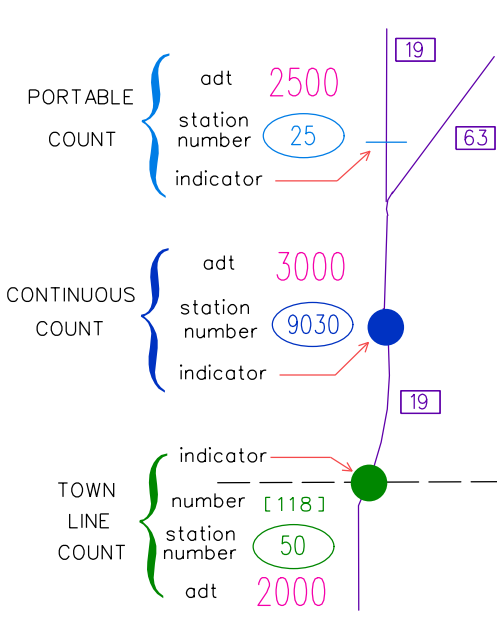 19
adt 2500
PORTABLE COUNT
station number 25
63
indicator
adt 3000
CONTINUOUS COUNT
station number 9030
indicator
19
indicator
TOWN LINE COUNT
number [118]
station number 50
adt 2000